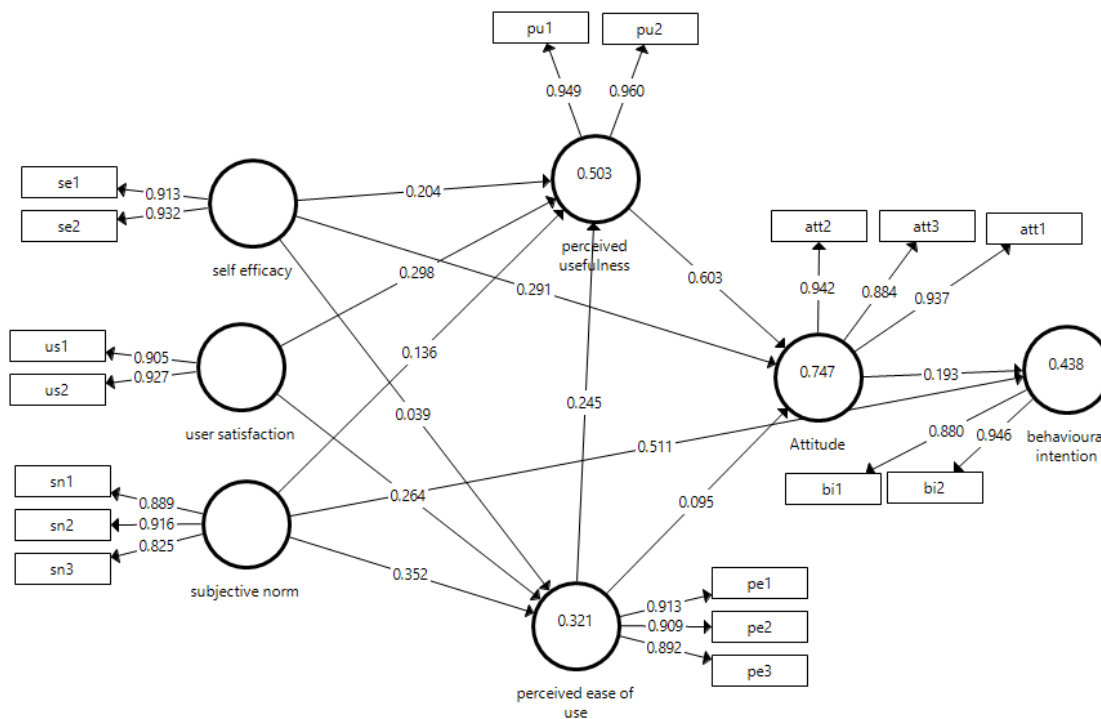 pu1
pu2
0.949
0.960
se1
0.913
se2
0.932
self efficacy
0.204
0.503
perceived
usefulness
att2
att3
att1
0.298
0.291
0.603
0.942
0.884
0.937
us1
0.905
us2
0.927
user satisfaction
0.136
0.039
0.245
0.747
Attitude
0.193
0.438
behavioura
intention
0.511
0.880
0.946
bi1
bi2
sn1
0.889
sn2
0.916
sn3
0.825
subjective norm
0.264
0.352
0.095
0.321
perceived ease of
use
pe1
0.913
pe2
0.909
pe3
0.892